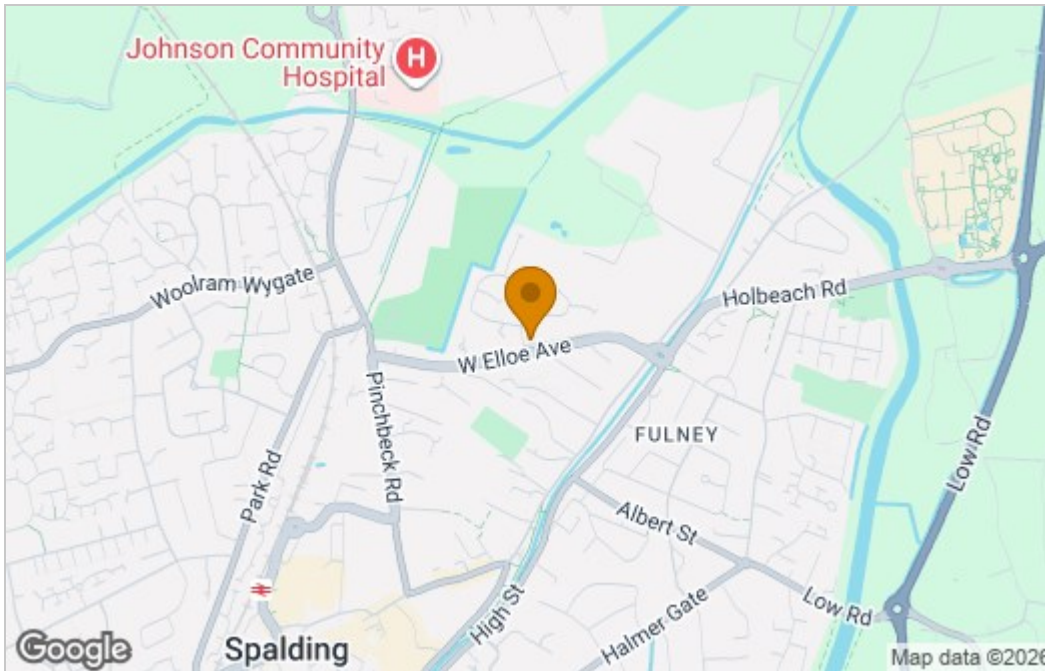 Johnson Community
Hospital
H
Woolram Wygate
Holbeach Rd
W Elloe Ave
Pinchbeck Rd
Park Rd
FULNEY
Low Rd
Albert St
High St
Low Rd
Halmer Gate
Spalding
Google
Map data ©2026